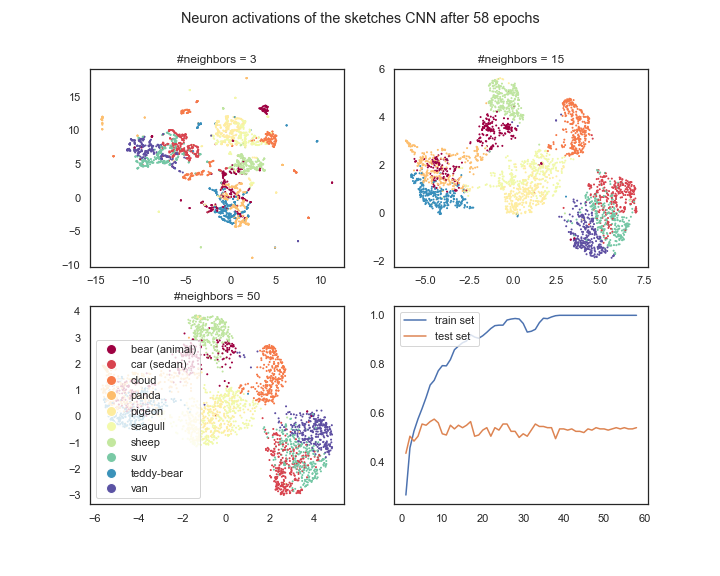 Neuron activations of the sketches CNN after 58 epochs
#neighbors = 3
15
10
5
0
−5
−10
−15 −10 −5 0 5 10
#neighbors = 15
6
4
2
0
−2
−5.0 −2.5 0.0 2.5 5.0 7.5
#neighbors = 50
4
3
2
1
0
−1
−2
−3
−6 −4 −2 0 2 4
bear (animal)
car (sedan)
cloud
panda
pigeon
seagull
sheep
suv
teddy-bear
van
train set
test set
1.0
0.8
0.6
0.4
0 10 20 30 40 50 60